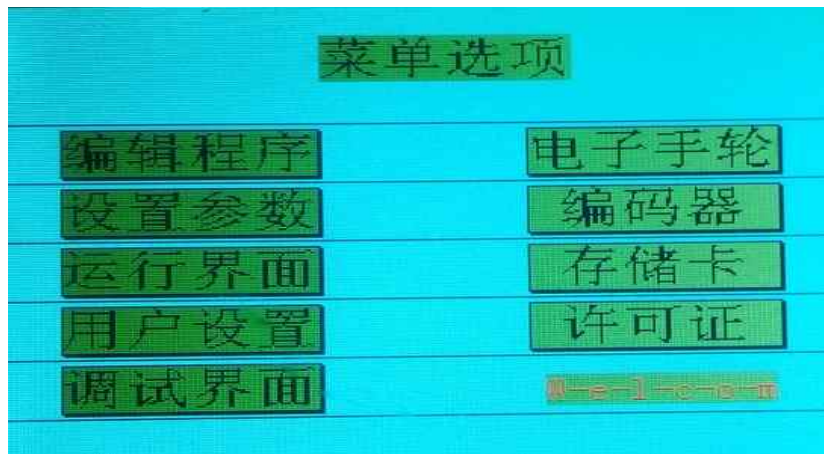 菜单选项
编辑程序 电子手轮
设置参数 编码器
运行界面 存储卡
用户设置 许可证
调试界面 W-e-l-c-o-m